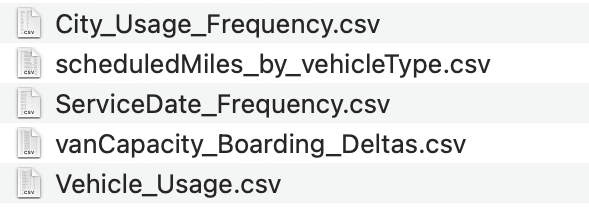 City_Usage_Frequency.csv
scheduledMiles_by_vehicleType.csv
ServiceDate_Frequency.csv
vanCapacity_Boarding_Deltas.csv
Vehicle_Usage.csv